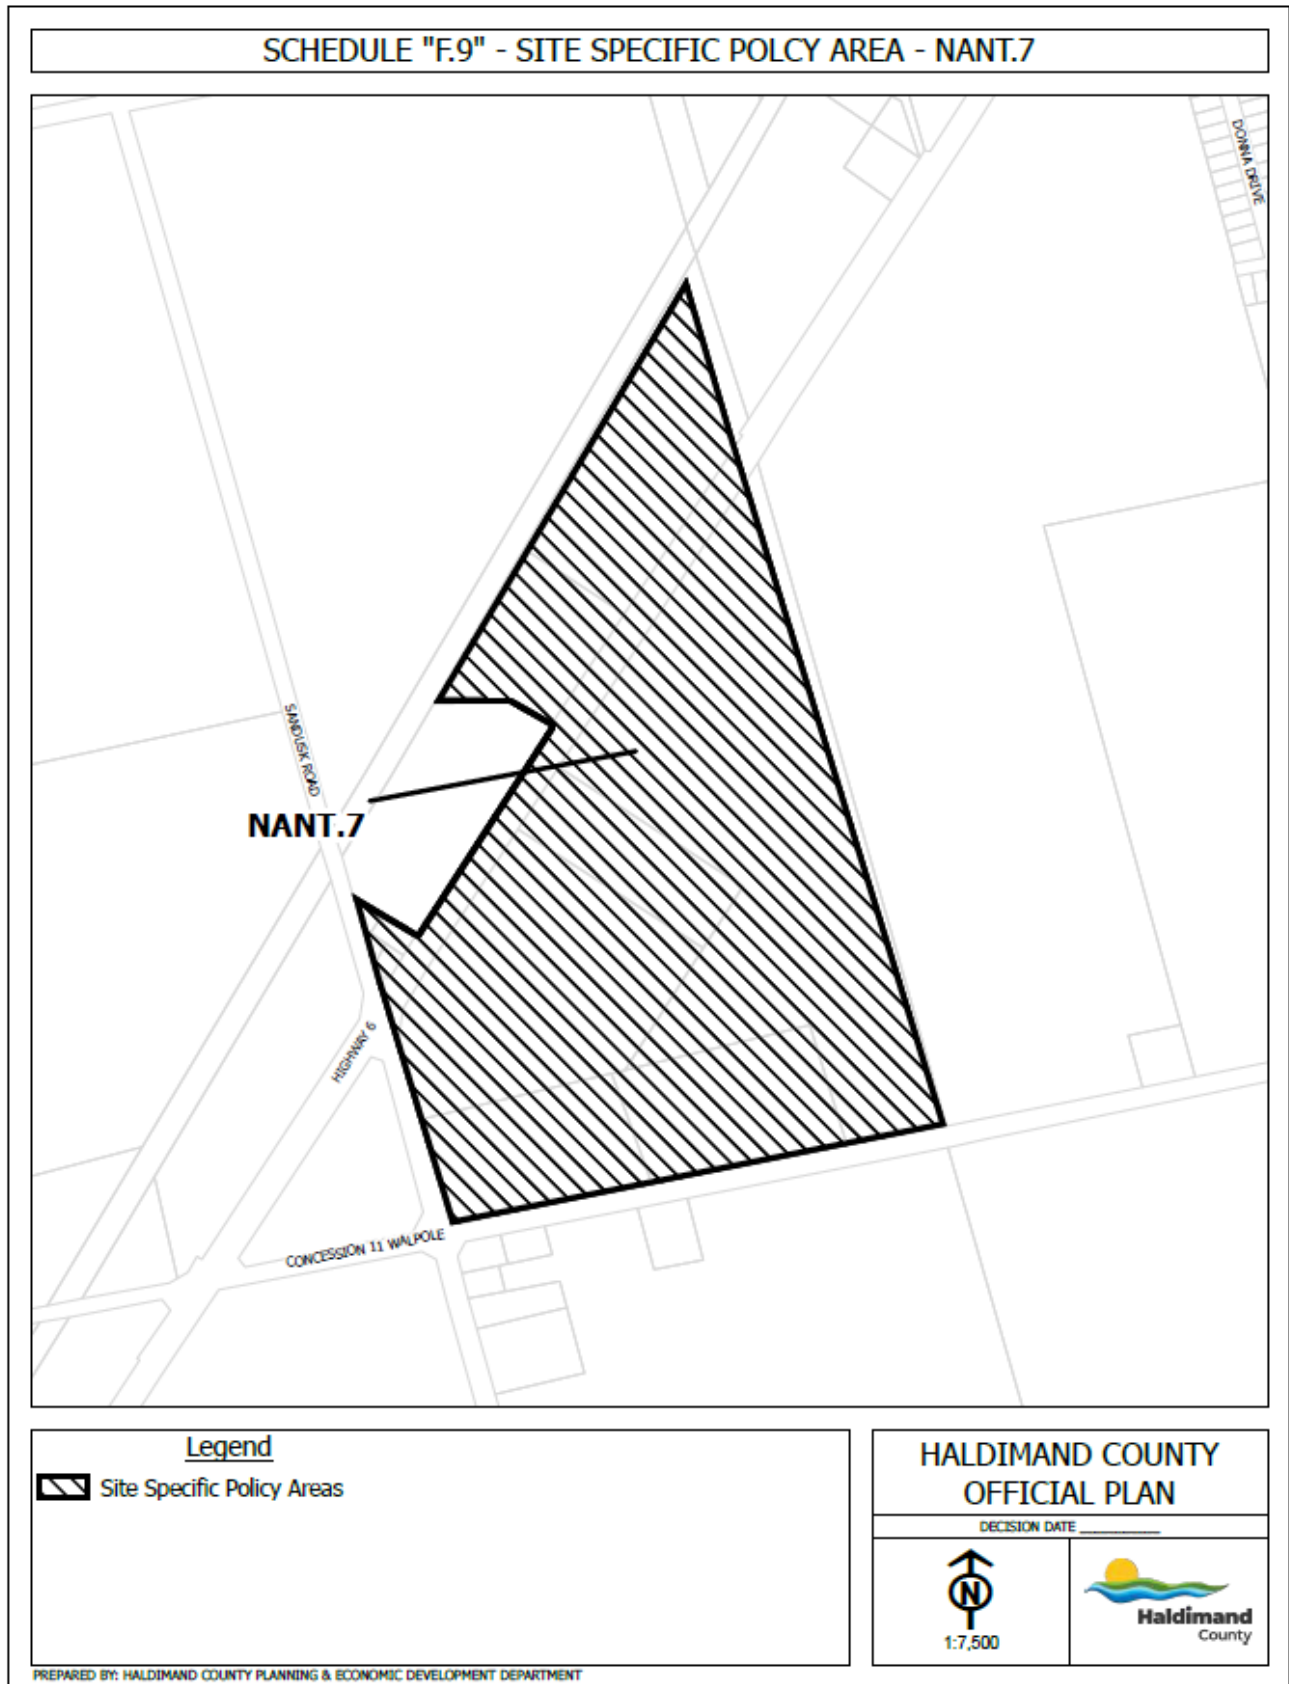 SCHEDULE "F.9" - SITE SPECIFIC POLCY AREA - NANT.7
DONNA DRIVE
SANDUSK ROAD
NANT.7
HIGHWAY 6
CONCESSION 11 WALPOLE
Legend
Site Specific Policy Areas
HALDIMAND COUNTY
OFFICIAL PLAN
DECISION DATE ___________
N
1:7,500
Haldimand
County
PREPARED BY: HALDIMAND COUNTY PLANNING & ECONOMIC DEVELOPMENT DEPARTMENT